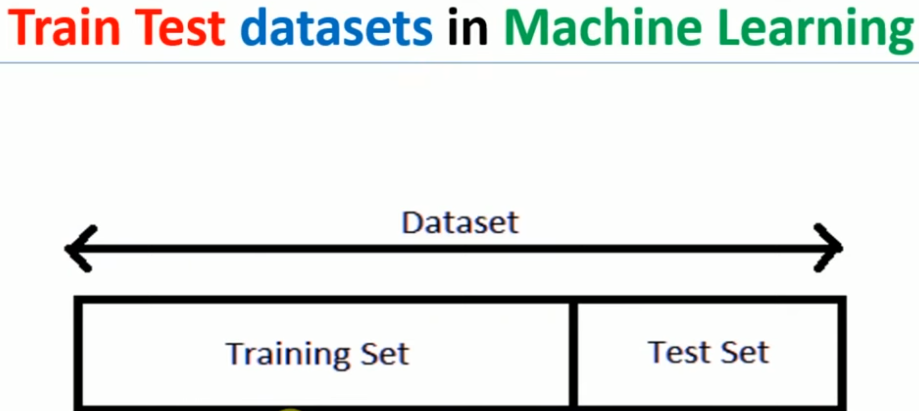 Train Test datasets in Machine Learning
Dataset
Training Set
Test Set